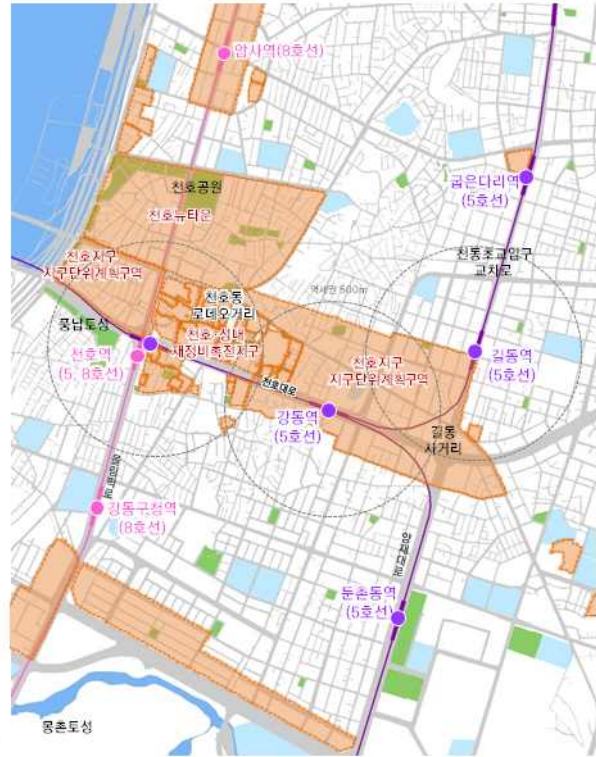 암사역(8호선)
굽은다리역
(5호선)
천호공원
천호뉴타운
천호지구
지구단위계획구역
천호동
로데오거리
역세권 500m
천동초교입구
교차로
풍납토성
천호역
(5, 8호선)
천호·성내
재정비촉진지구
천호지구
지구단위계획구역
길동역
(5호선)
천호대로
강동역
(5호선)
길동
사거리
강동구청역
(8호선)
양재대로
둔촌동역
(5호선)
몽촌토성